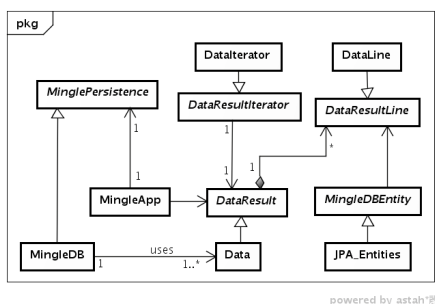 pkg
DataIterator
DataLine
MinglePersistence
DataResultIterator
DataResultLine
1
1
1
1
1
*
MingleApp
DataResult
MingleDBEntity
MingleDB
uses
1
1..*
Data
JPA_Entities
powered by astah*